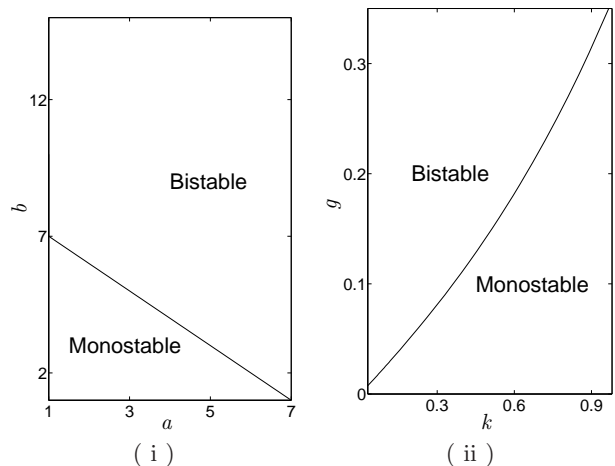 12
7
2
b
Bistable
Monostable
1
3
5
7
a
( i )
0.3
0.2
0.1
0
g
Bistable
Monostable
0.3
0.6
0.9
k
( ii )